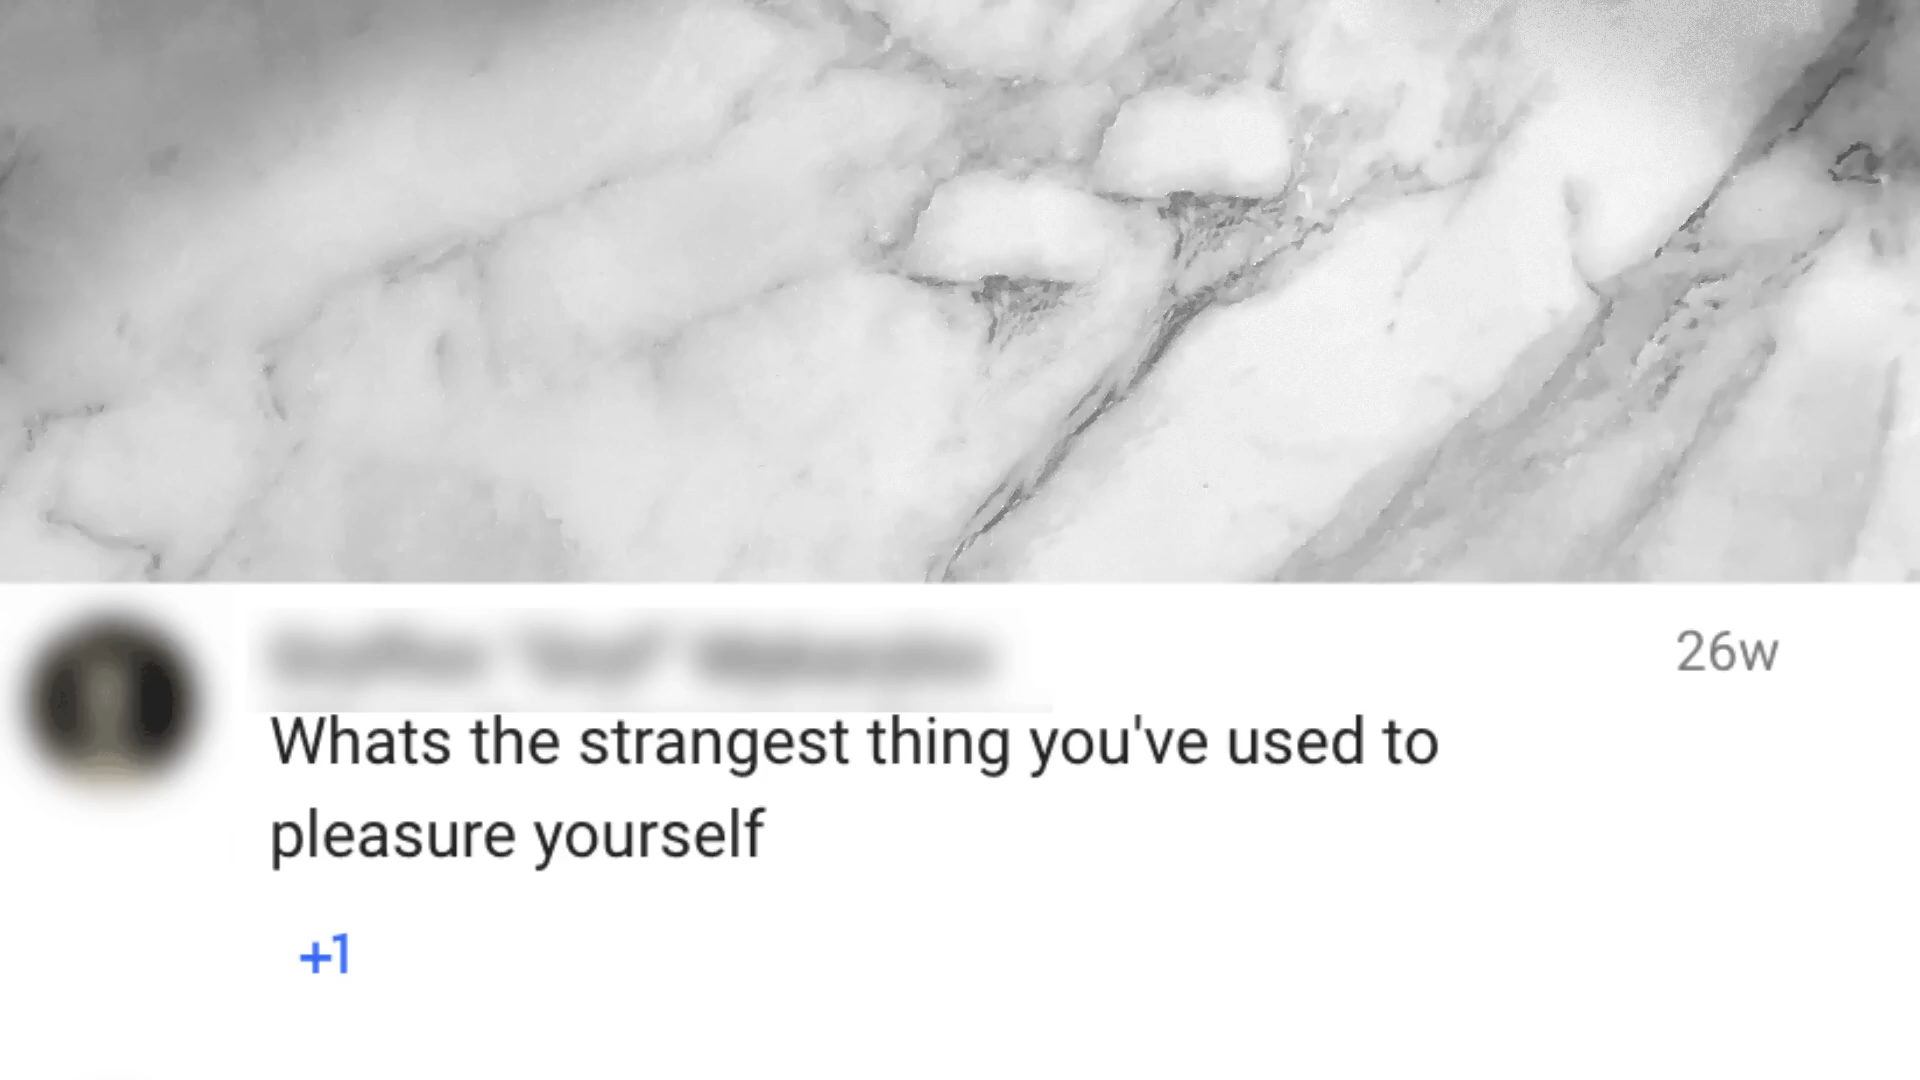 26w
Whats the strangest thing you've used to
pleasure yourself
+1